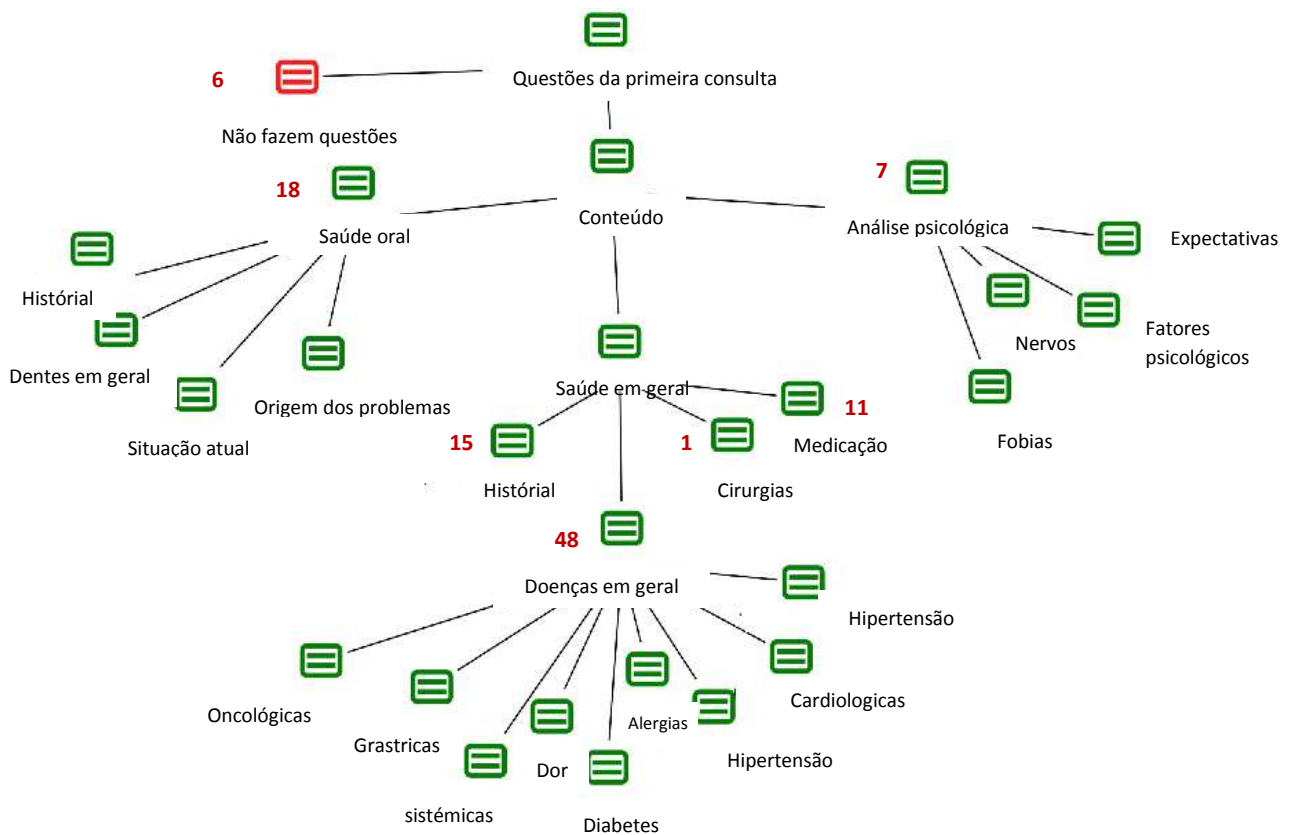 Questões da primeira consulta
6
Não fazem questões
18
Saúde oral
Conteúdo
7
Análise psicológica
Expectativas
Histórial
Dentes em geral
Situação atual
Origem dos problemas
Nervos
Fatores
psicológicos
Fobias
Saúde em geral
15
Histórial
1
Cirurgias
11
Medicação
48
Doenças em geral
Hipertensão
Oncológicas
Grastricas
sistémicas
Dor
Diabetes
Alergias
Hipertensão
Cardiologicas